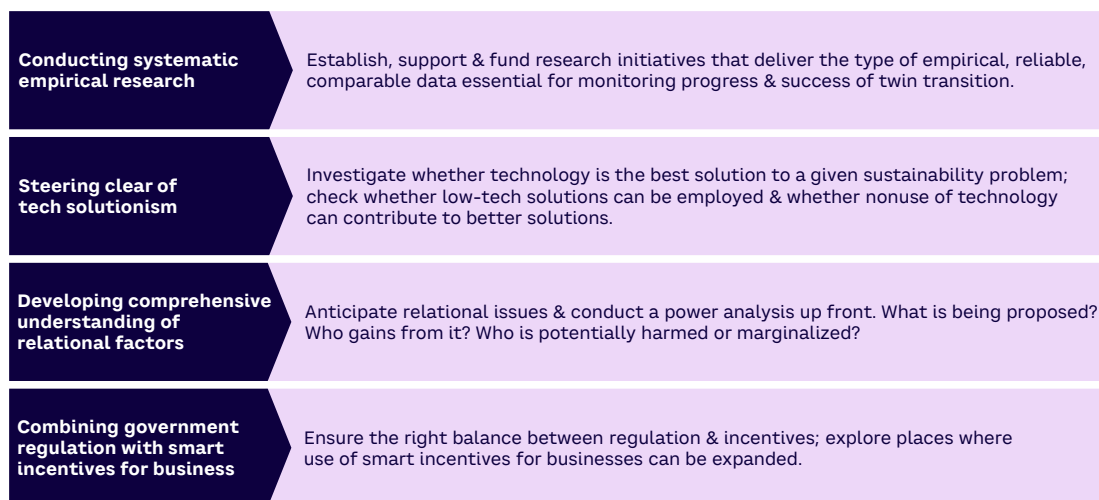 Conducting systematic
empirical research
Establish, support & fund research initiatives that deliver the type of empirical, reliable,
comparable data essential for monitoring progress & success of twin transition.
Steering clear of
tech solutionism
Investigate whether technology is the best solution to a given sustainability problem;
check whether low-tech solutions can be employed & whether nonuse of technology
can contribute to better solutions.
Developing comprehensive
understanding of
relational factors
Anticipate relational issues & conduct a power analysis up front. What is being proposed?
Who gains from it? Who is potentially harmed or marginalized?
Combining government
regulation with smart
incentives for business
Ensure the right balance between regulation & incentives; explore places where
use of smart incentives for businesses can be expanded.